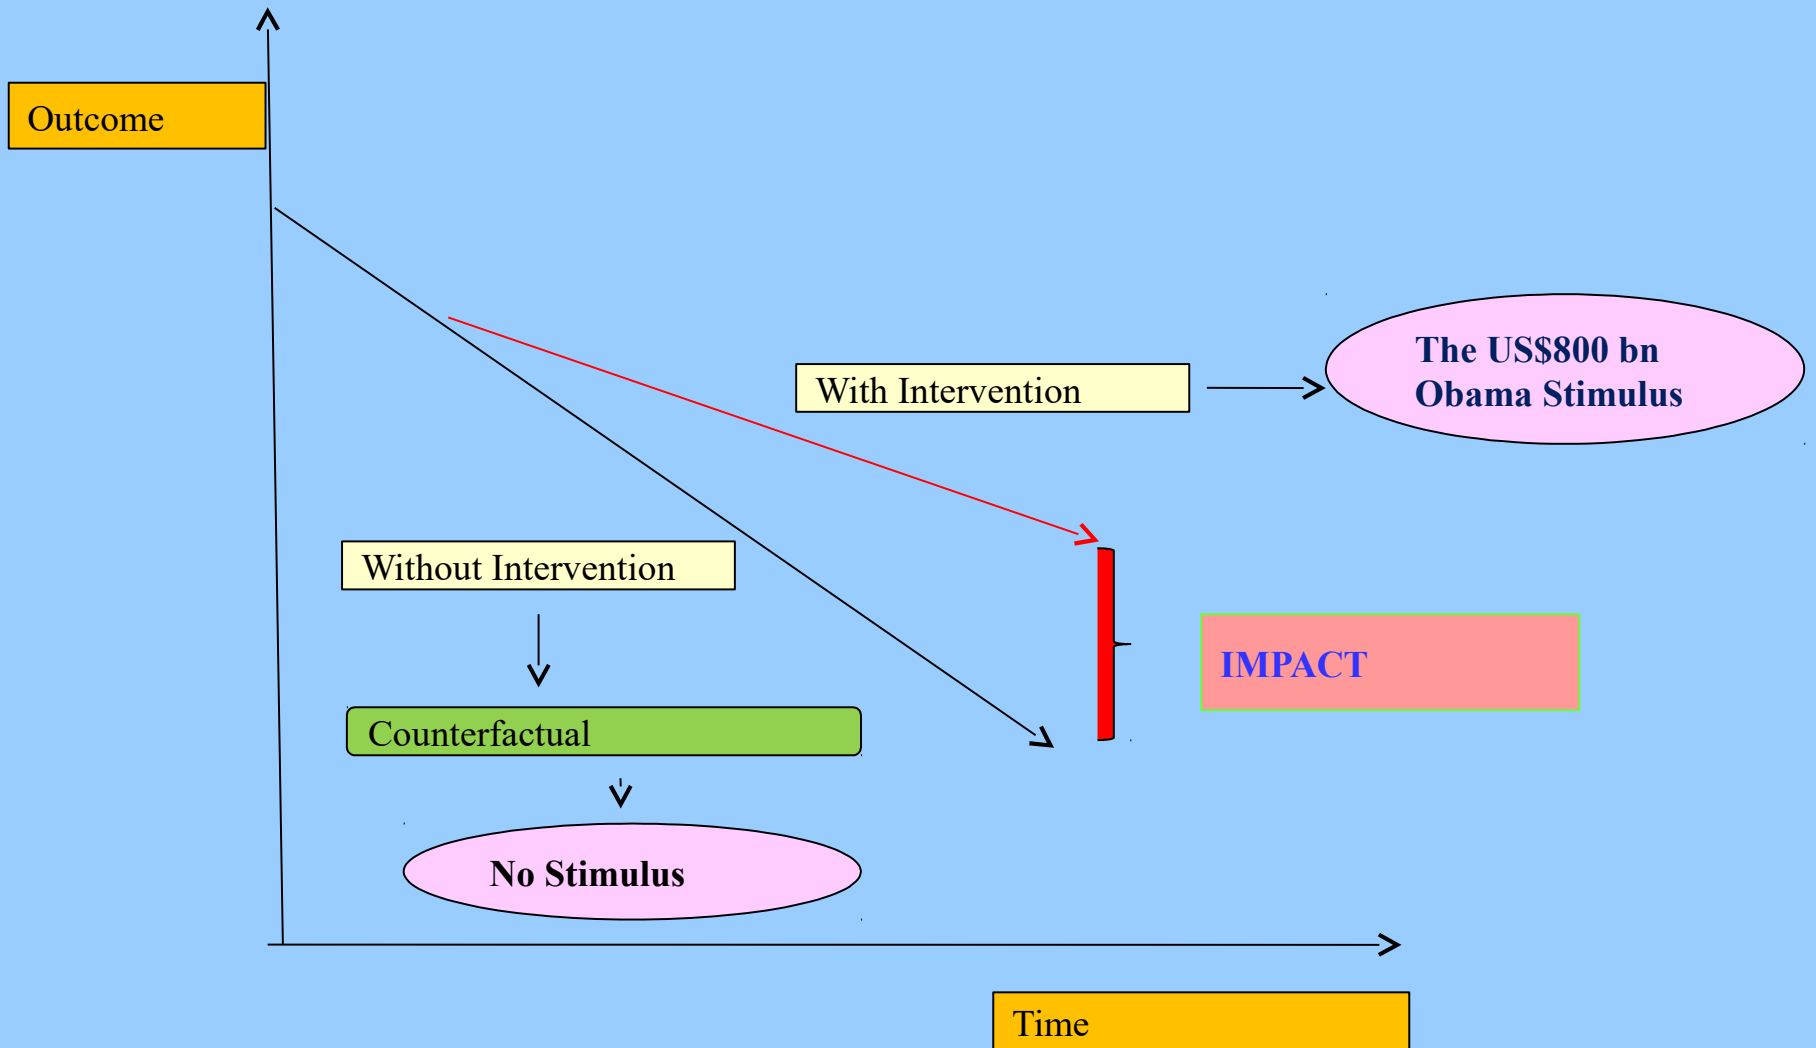 Outcome
The US$800 bn
Obama Stimulus
With Intervention
Without Intervention
IMPACT
Counterfactual
No Stimulus
Time